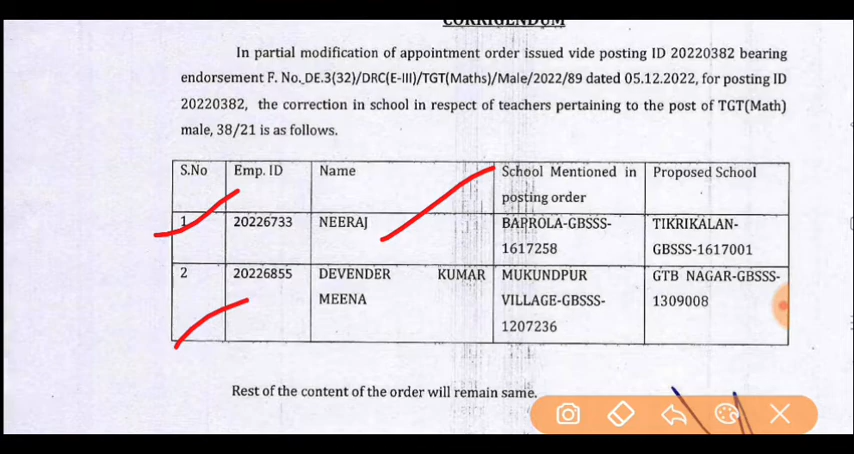 CORRIGENDUM
In partial modification of appointment order issued vide posting ID 20220382 bearing
endorsement F. No. DE.3(32)/DRC(E-III)/TGT(Maths)/Male/2022/89 dated 05.12.2022, for posting ID
20220382, the correction in school in respect of teachers pertaining to the post of TGT(Math)
male, 38/21 is as follows.
S.No Emp. ID Name School Mentioned in posting order Proposed School
1 20226733 NEERAJ BAPROLA-GBSSS- TIKRIKALAN-
1617258 GBSSS-1617001
2 20226855 DEVENDER KUMAR MUKUNDPUR GTB NAGAR-GBSSS-
MEENA VILLAGE-GBSSS- 1309008
1207236
Rest of the content of the order will remain same.